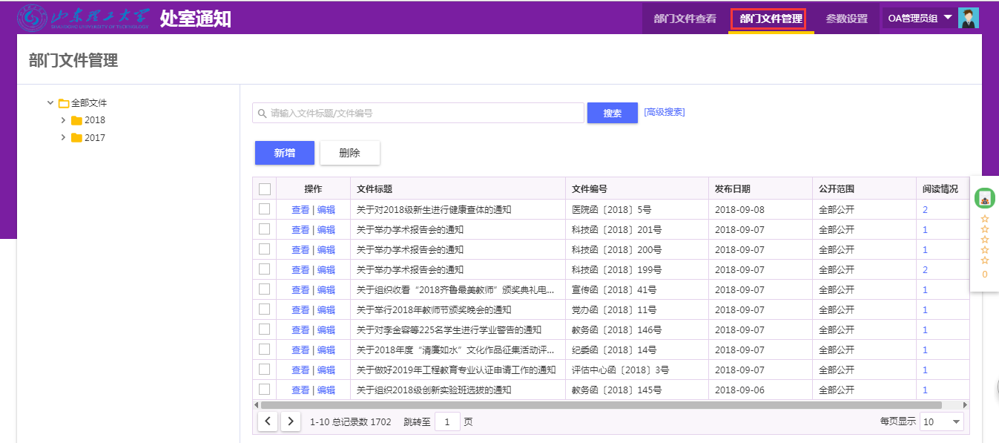 山东理工大学 处室通知 部门文件查看 部门文件管理 参数设置 OA管理员组
SHANDONG UNIVERSITY OF TECHNOLOGY
部门文件管理
全部文件
2018
2017
请输入文件标题/文件编号 搜索 [高级搜索]
新增 删除
操作 文件标题 文件编号 发布日期 公开范围 阅读情况
查看 | 编辑 关于对2018级新生进行健康查体的通知 医院函〔2018〕5号 2018-09-08 全部公开 2
查看 | 编辑 关于举办学术报告会的通知 科技函〔2018〕201号 2018-09-07 全部公开 1
查看 | 编辑 关于举办学术报告会的通知 科技函〔2018〕200号 2018-09-07 全部公开 1
查看 | 编辑 关于举办学术报告会的通知 科技函〔2018〕199号 2018-09-07 全部公开 2
查看 | 编辑 关于组织收看“2018齐鲁最美教师”颁奖典礼电... 宣传函〔2018〕41号 2018-09-07 全部公开 1
查看 | 编辑 关于举行2018年教师节颁奖晚会的通知 党办函〔2018〕11号 2018-09-07 全部公开 1
查看 | 编辑 关于对李金容等225名学生进行学业警告的通知 教务函〔2018〕146号 2018-09-07 全部公开 1
查看 | 编辑 关于2018年度“清廉如水”文化作品征集活动评... 纪委函〔2018〕14号 2018-09-07 全部公开 1
查看 | 编辑 关于做好2019年工程教育专业认证申请工作的通知 评估中心函〔2018〕3号 2018-09-07 全部公开 1
查看 | 编辑 关于组织2018级创新实验班选拔的通知 教务函〔2018〕145号 2018-09-06 全部公开 1
1-10 总记录数 1702 跳转至 1 页 每页显示 10
0